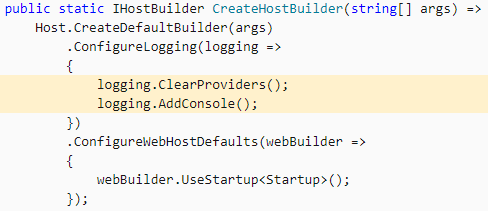 public static IHostBuilder CreateHostBuilder(string[] args) =>
    Host.CreateDefaultBuilder(args)
        .ConfigureLogging(logging =>
        {
            logging.ClearProviders();
            logging.AddConsole();
        })
        .ConfigureWebHostDefaults(webBuilder =>
        {
            webBuilder.UseStartup<Startup>();
        });